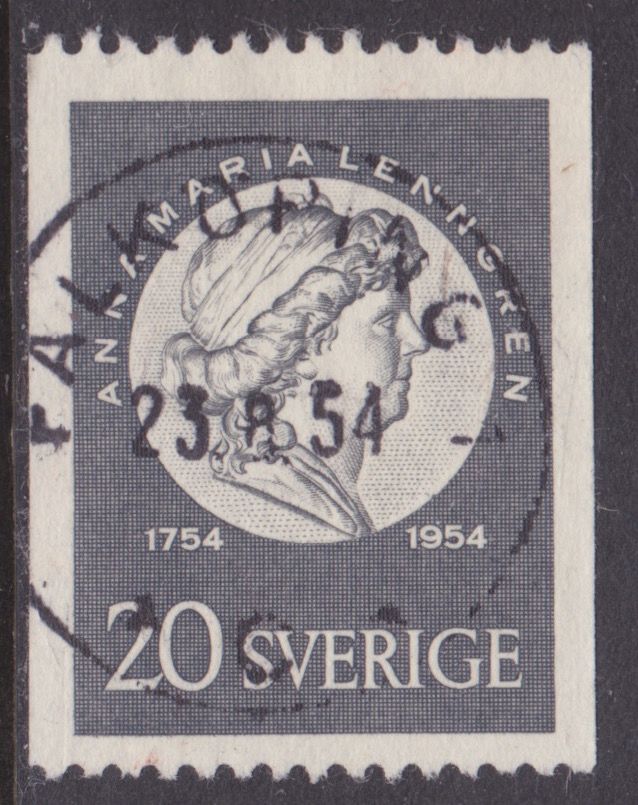 ANNA MARIA LENNGREN
FALKÖPING
23.8.54
1754 1954
20 SVERIGE